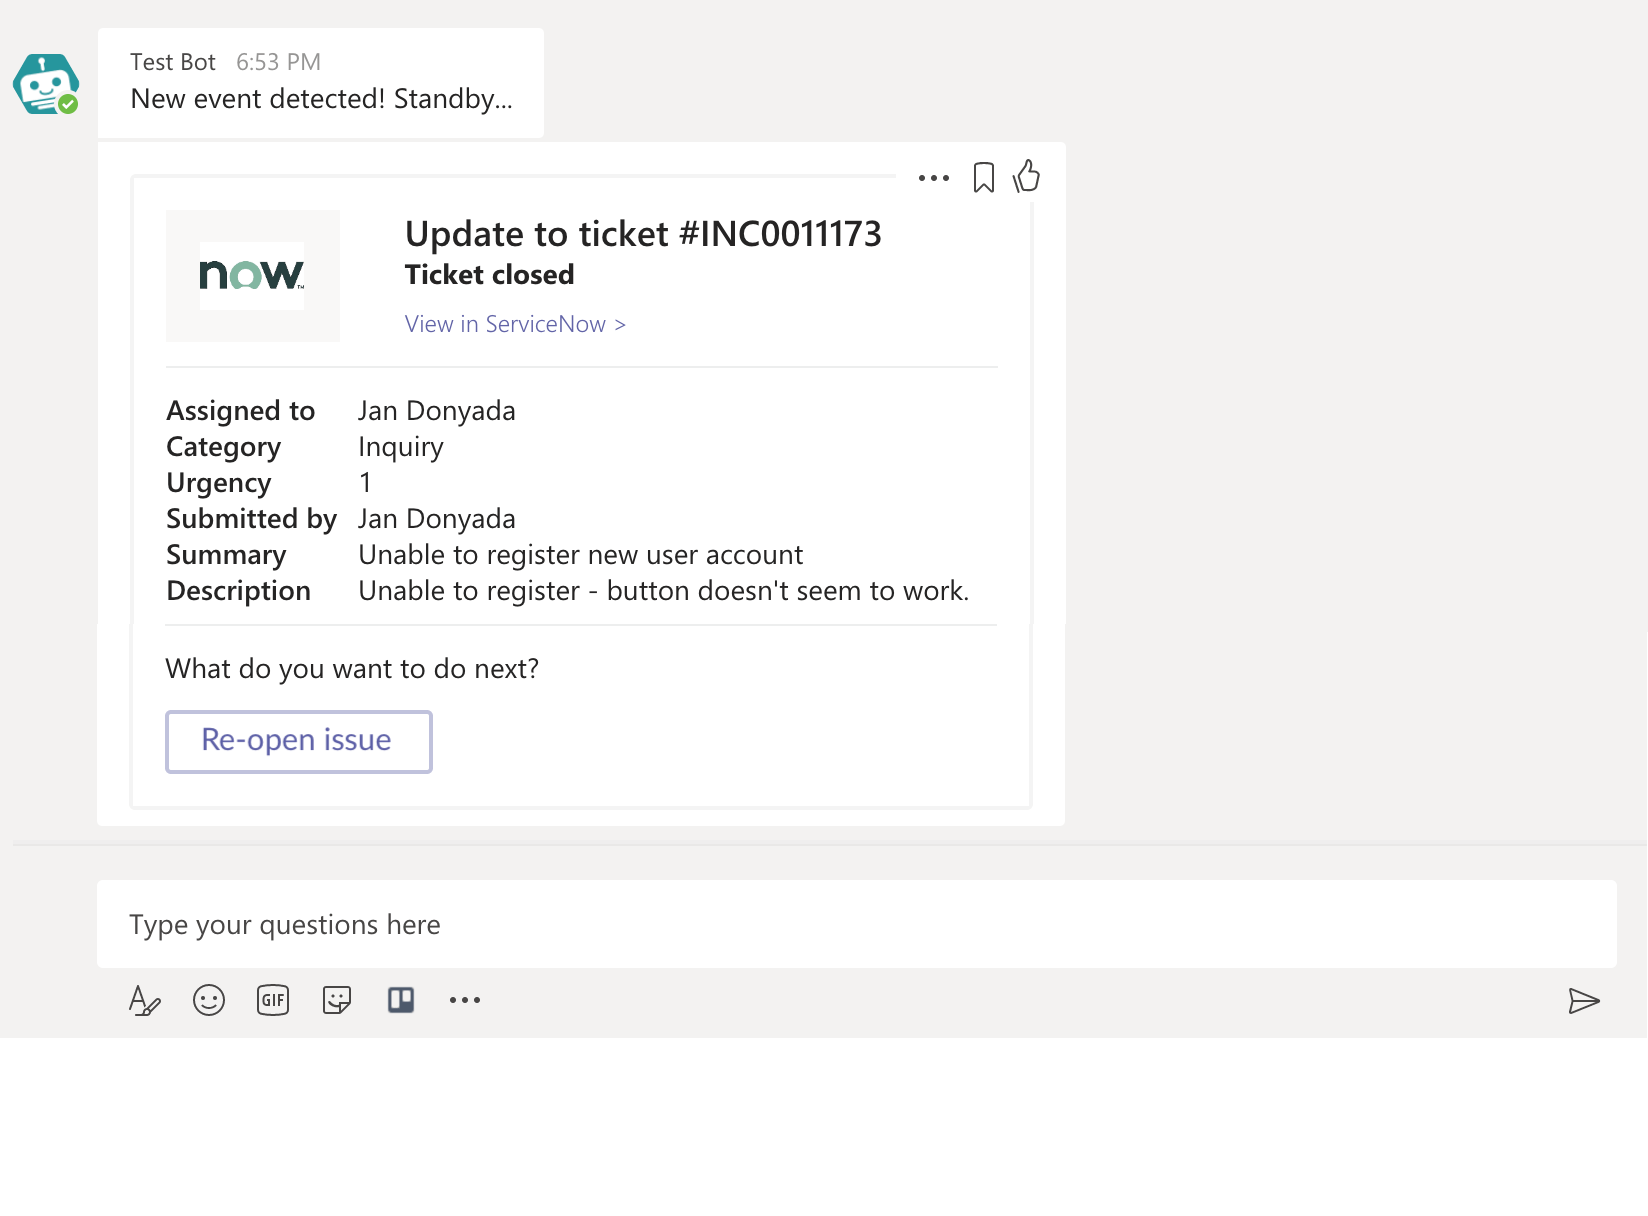 Test Bot 6:53 PM
New event detected! Standby...
now™
Update to ticket #INC0011173
Ticket closed
View in ServiceNow >
Assigned to Jan Donyada
Category Inquiry
Urgency 1
Submitted by Jan Donyada
Summary Unable to register new user account
Description Unable to register - button doesn't seem to work.
What do you want to do next?
Re-open issue
Type your questions here
GIF